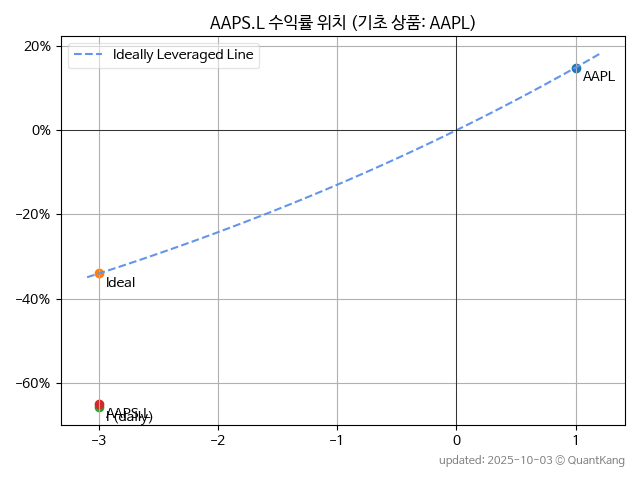 AAPS.L 수익률 위치 (기초 상품: AAPL)
20%
Ideally Leveraged Line
AAPL
0%
−20%
Ideal
−40%
−60%
AAPS.L
(daily)
−3
−2
−1
0
1
updated: 2025-10-03 © QuantKang